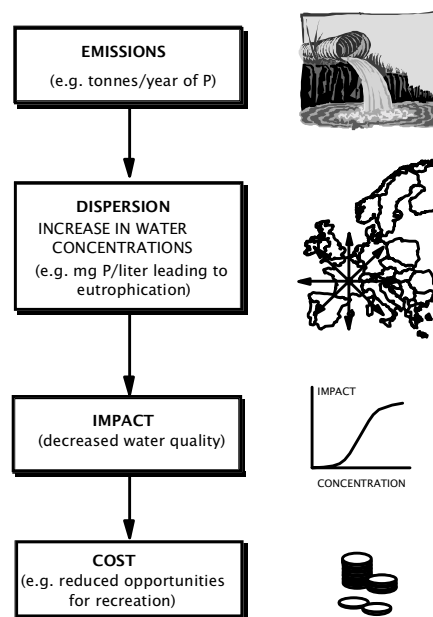 EMISSIONS
(e.g. tonnes/year of P)
DISPERSION
INCREASE IN WATER
CONCENTRATIONS
(e.g. mg P/liter leading to
eutrophication)
IMPACT
(decreased water quality)
IMPACT
CONCENTRATION
COST
(e.g. reduced opportunities
for recreation)